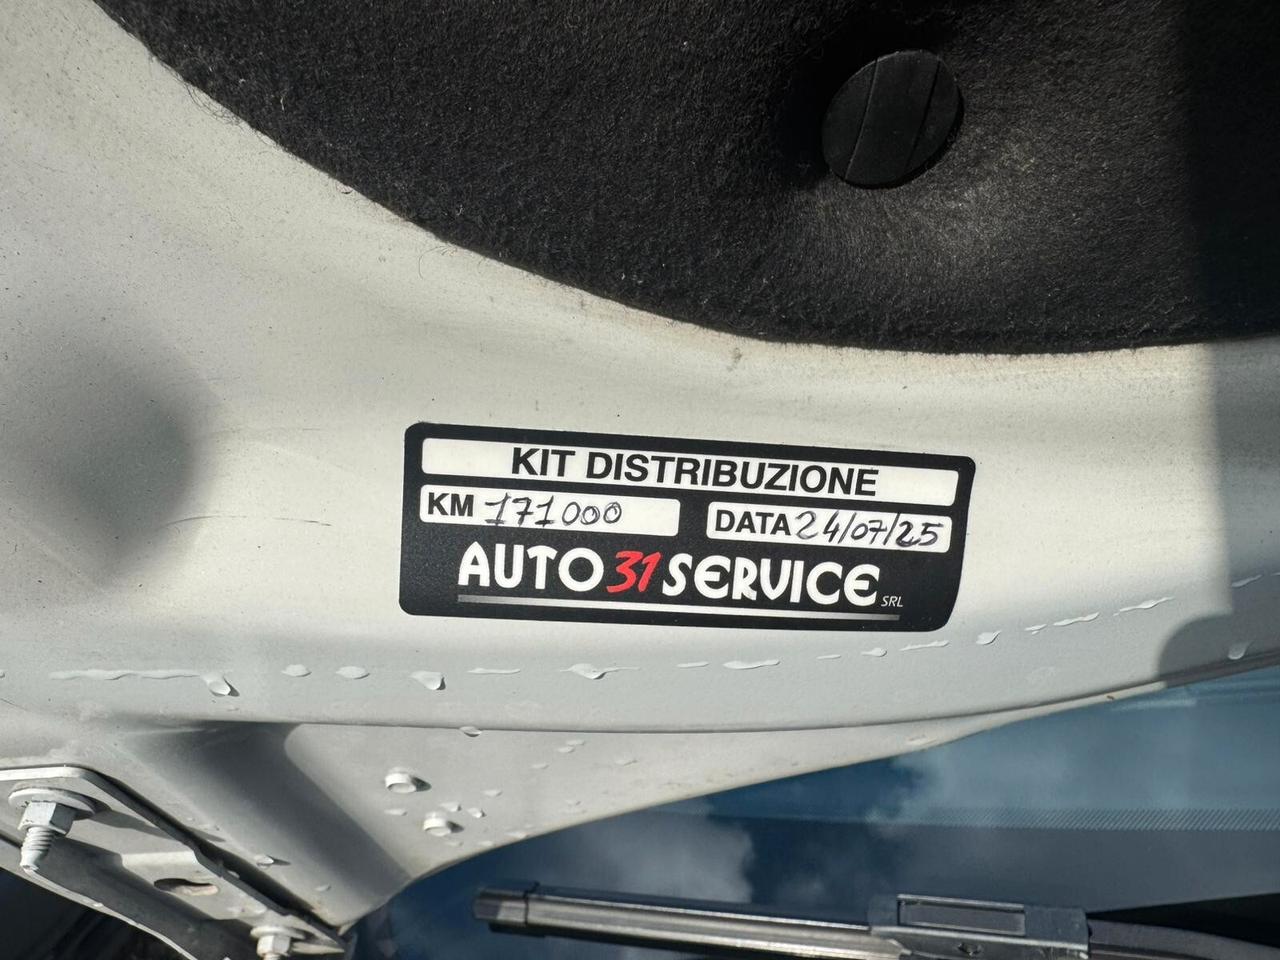 KIT DISTRIBUZIONE
KM 171000 DATA 24/07/25
AUTO 31 SERVICE SRL